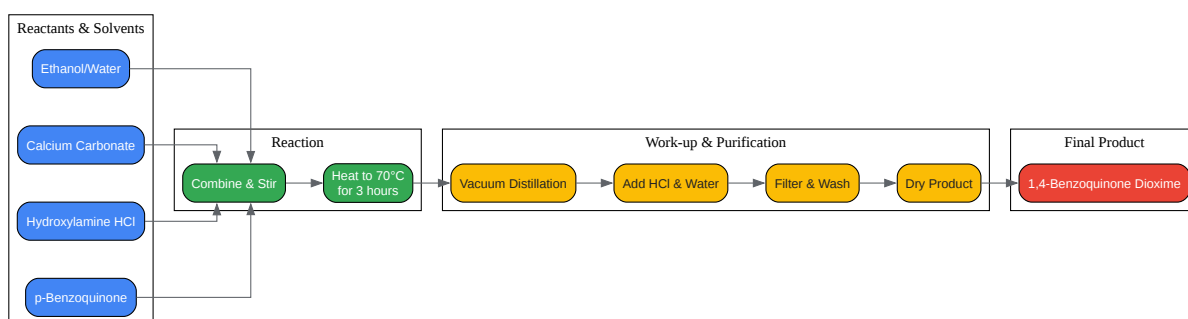 Reactants & Solvents
Ethanol/Water
Calcium Carbonate
Hydroxylamine HCl
p-Benzoquinone
Reaction
Combine & Stir
Heat to 70°C
for 3 hours
Work-up & Purification
Vacuum Distillation
Add HCl & Water
Filter & Wash
Dry Product
Final Product
1,4-Benzoquinone Dioxime